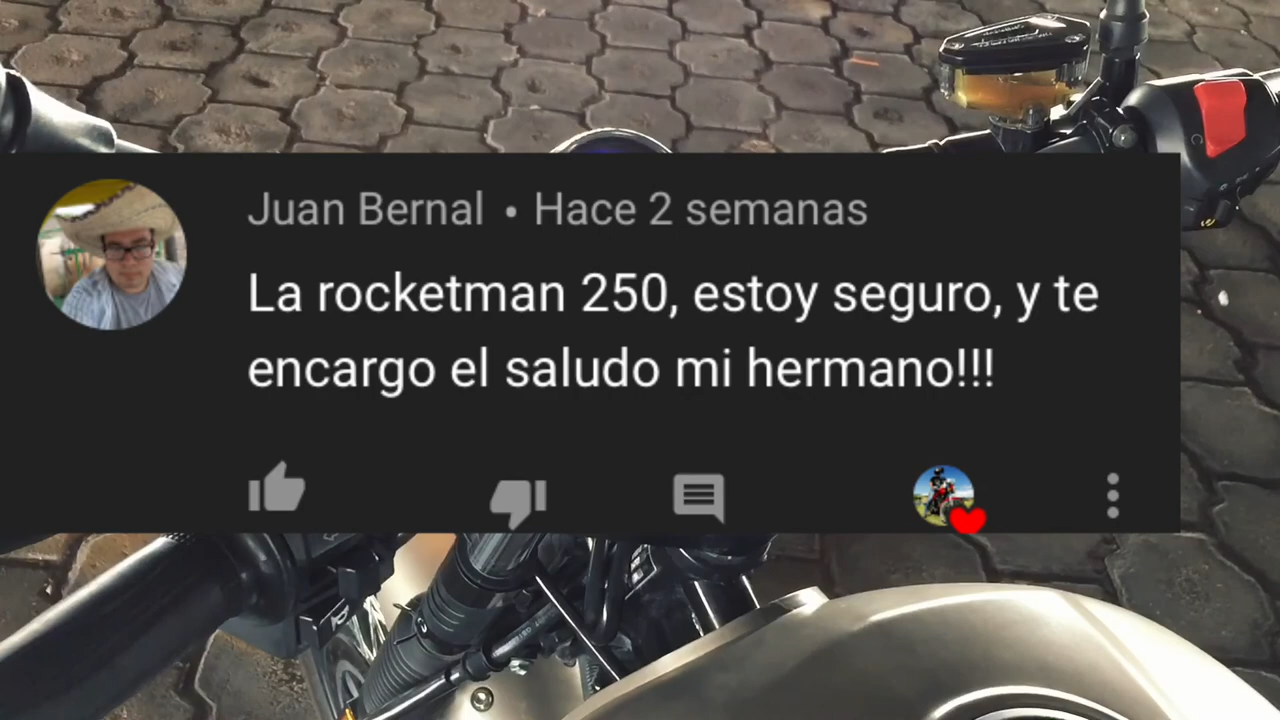 Juan Bernal • Hace 2 semanas
La rocketman 250, estoy seguro, y te
encargo el saludo mi hermano!!!